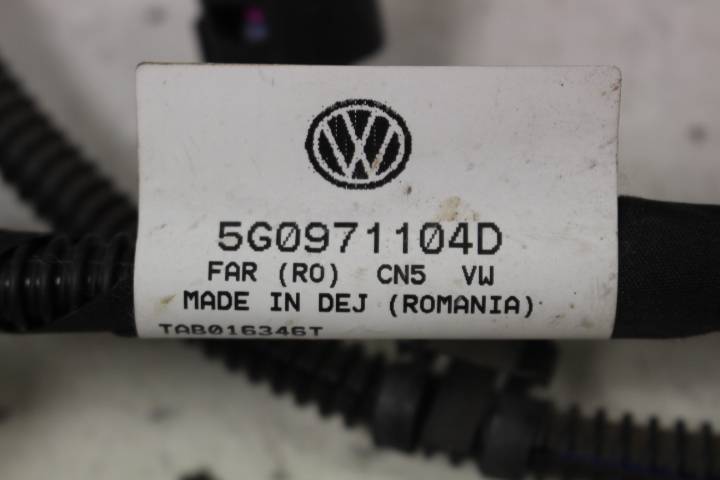 VW
5G0971104D
FAR (RO) CN5 VW
MADE IN DEJ (ROMANIA)
TAB016346T